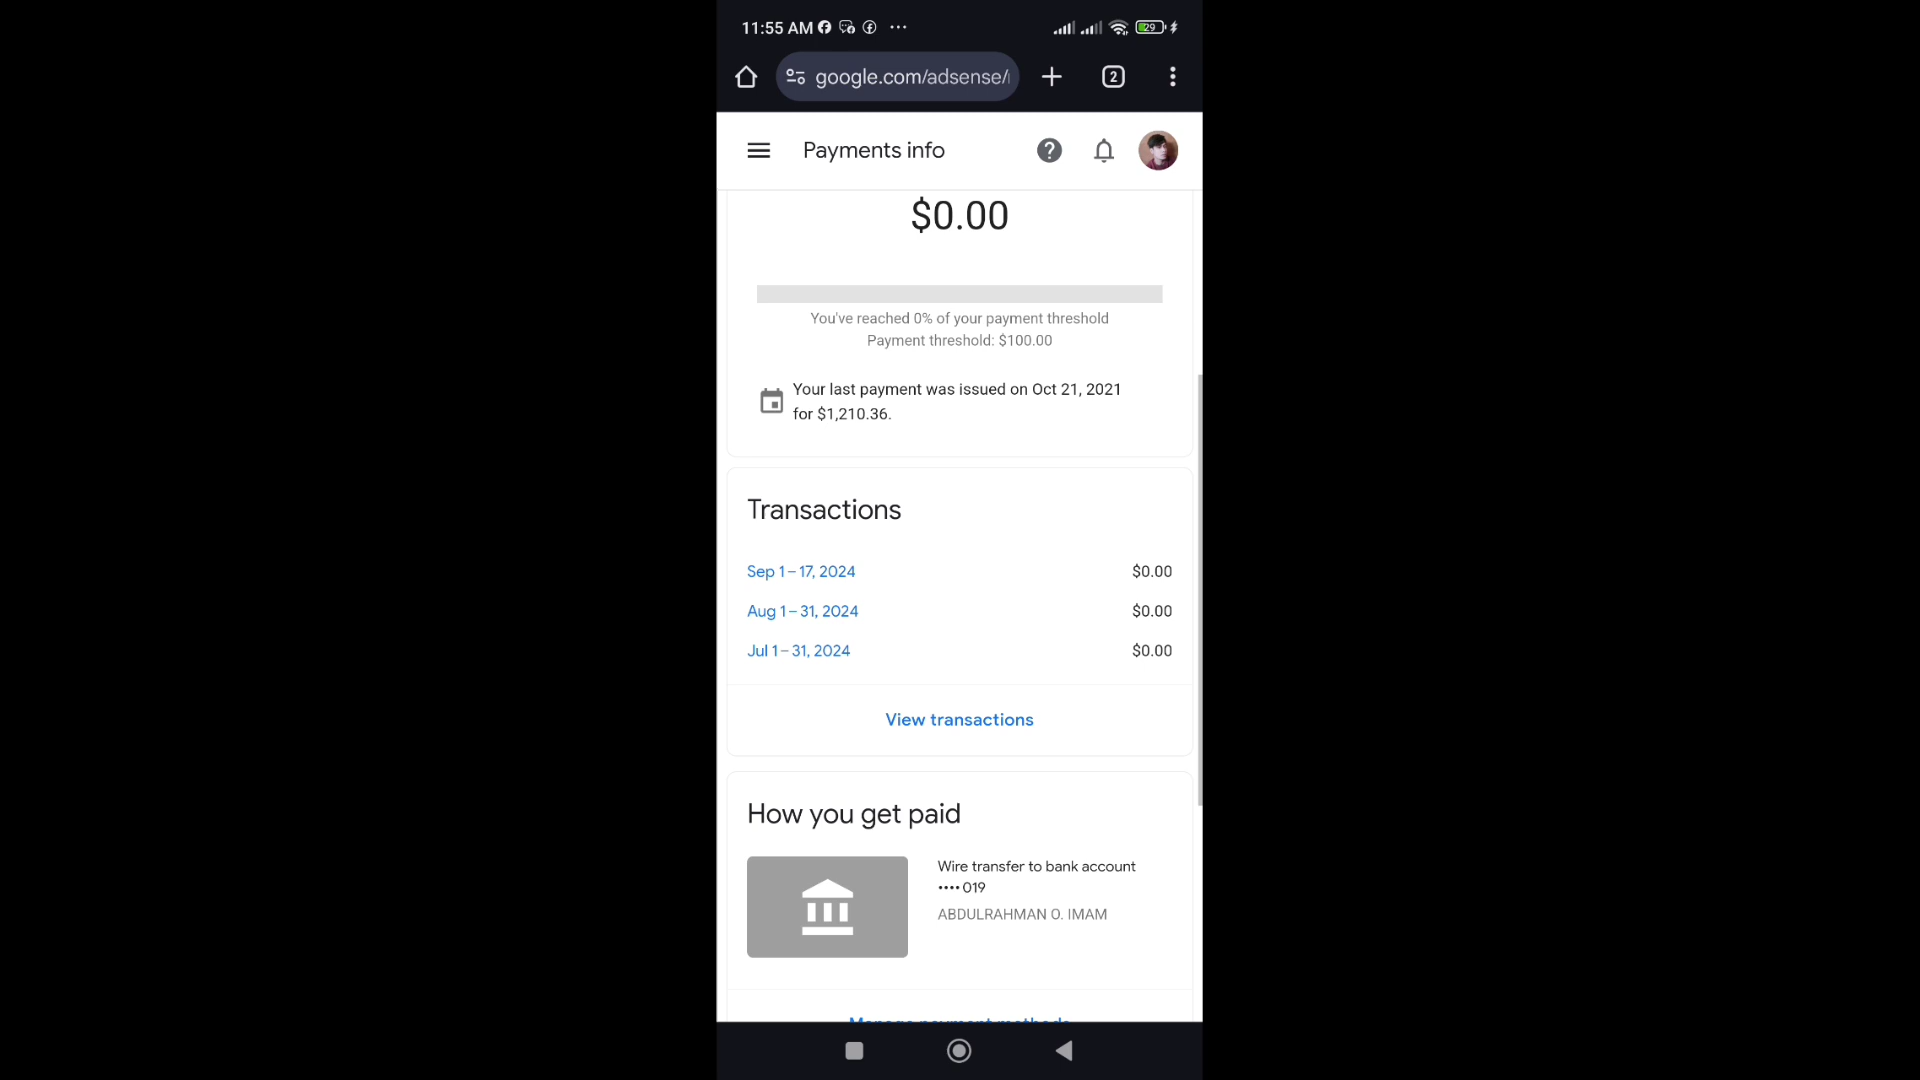 11:55 AM
29
google.com/adsense/
2
Payments info
$0.00
You've reached 0% of your payment threshold
Payment threshold: $100.00
Your last payment was issued on Oct 21, 2021
for $1,210.36.
Transactions
Sep 1 – 17, 2024 $0.00
Aug 1 – 31, 2024 $0.00
Jul 1 – 31, 2024 $0.00
View transactions
How you get paid
Wire transfer to bank account
•••• 019
ABDULRAHMAN O. IMAM
Manage payment methods